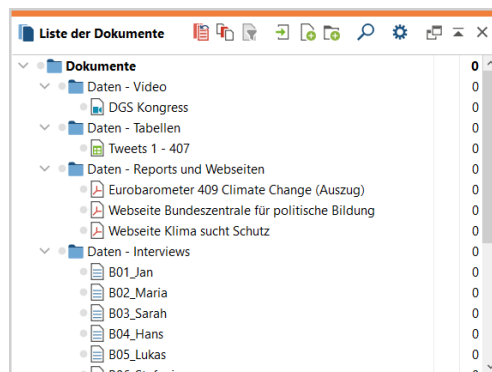 Liste der Dokumente
Dokumente 0
Daten - Video 0
DGS Kongress 0
Daten - Tabellen 0
Tweets 1 - 407 0
Daten - Reports und Webseiten 0
Eurobarometer 409 Climate Change (Auszug) 0
Webseite Bundeszentrale für politische Bildung 0
Webseite Klima sucht Schutz 0
Daten - Interviews 0
B01_Jan 0
B02_Maria 0
B03_Sarah 0
B04_Hans 0
B05_Lukas 0